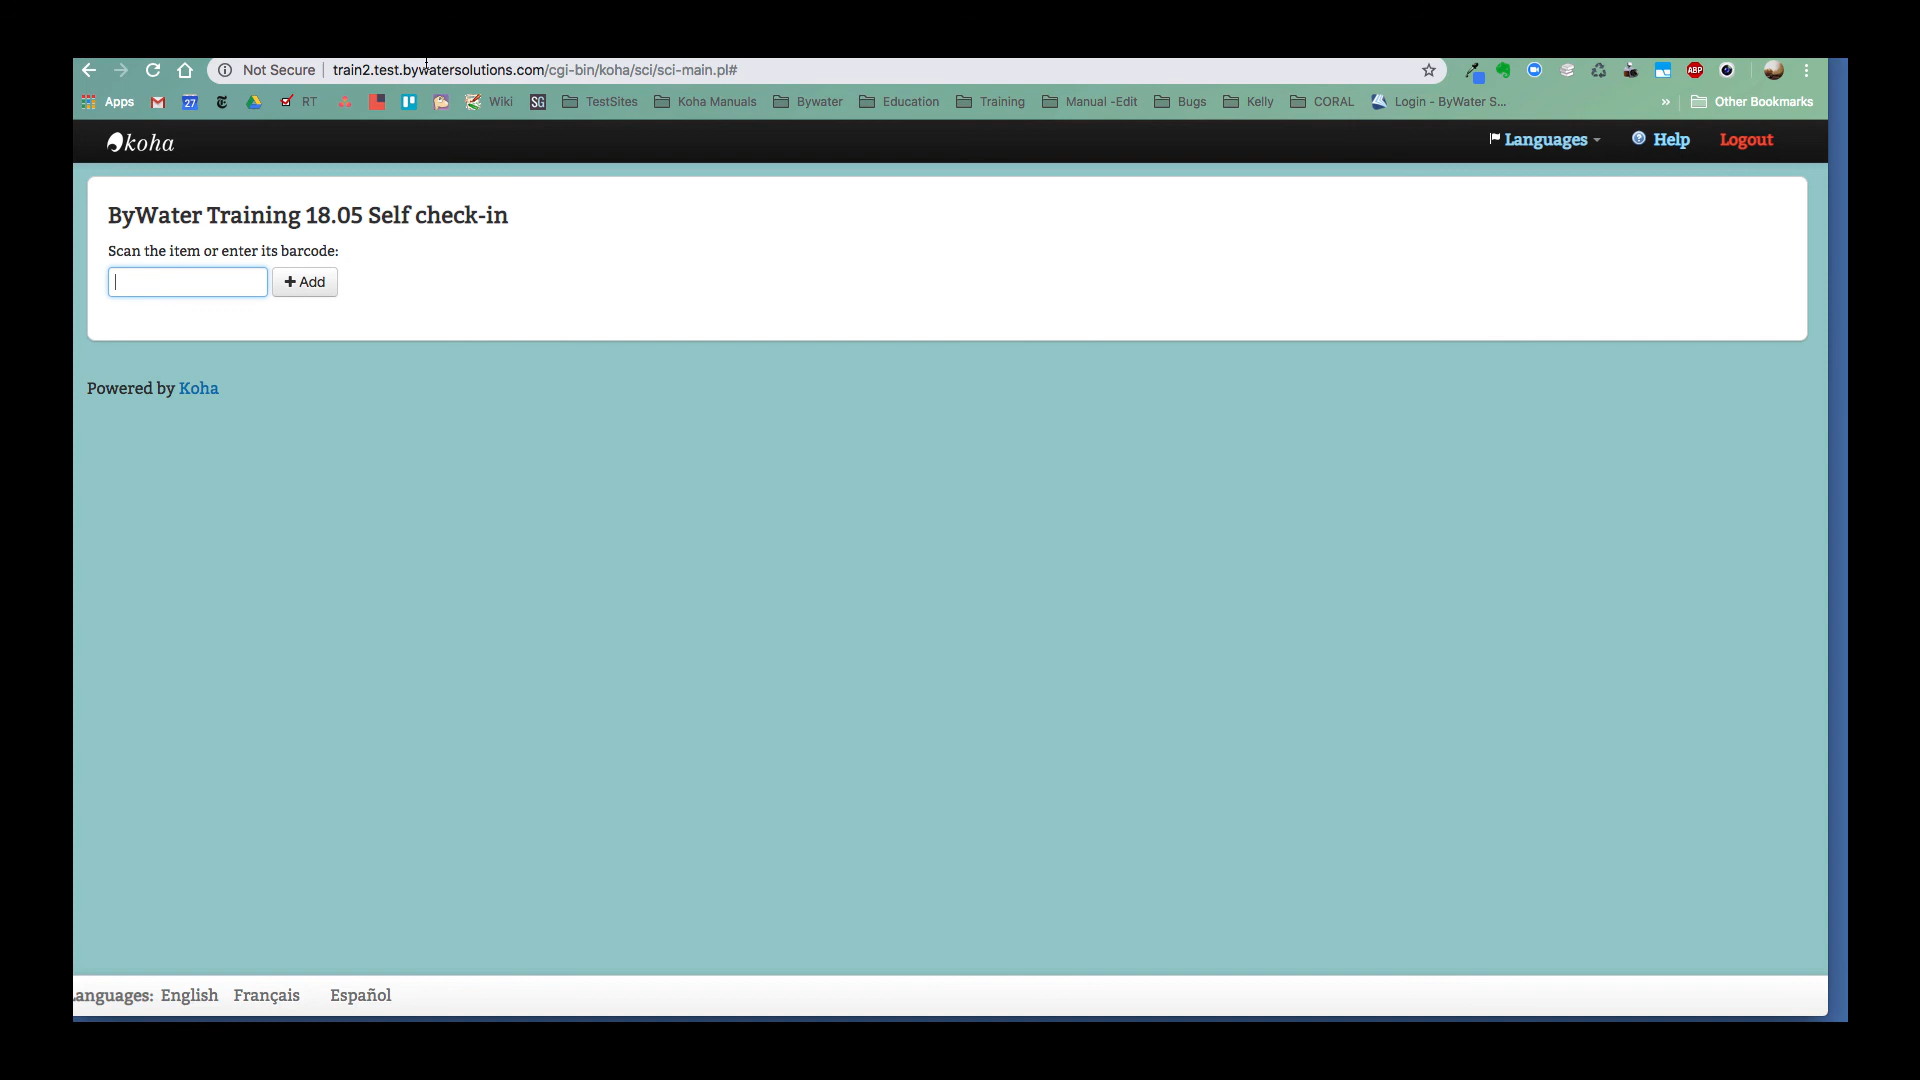 Not Secure | train2.test.bywatersolutions.com/cgi-bin/koha/sci/sci-main.pl# ABP
Apps 27 RT Wiki SG TestSites Koha Manuals Bywater Education Training Manual -Edit Bugs Kelly CORAL Login - ByWater S... » Other Bookmarks
koha Languages Help Logout
ByWater Training 18.05 Self check-in
Scan the item or enter its barcode:
+ Add
Powered by Koha
anguages: English Français Español